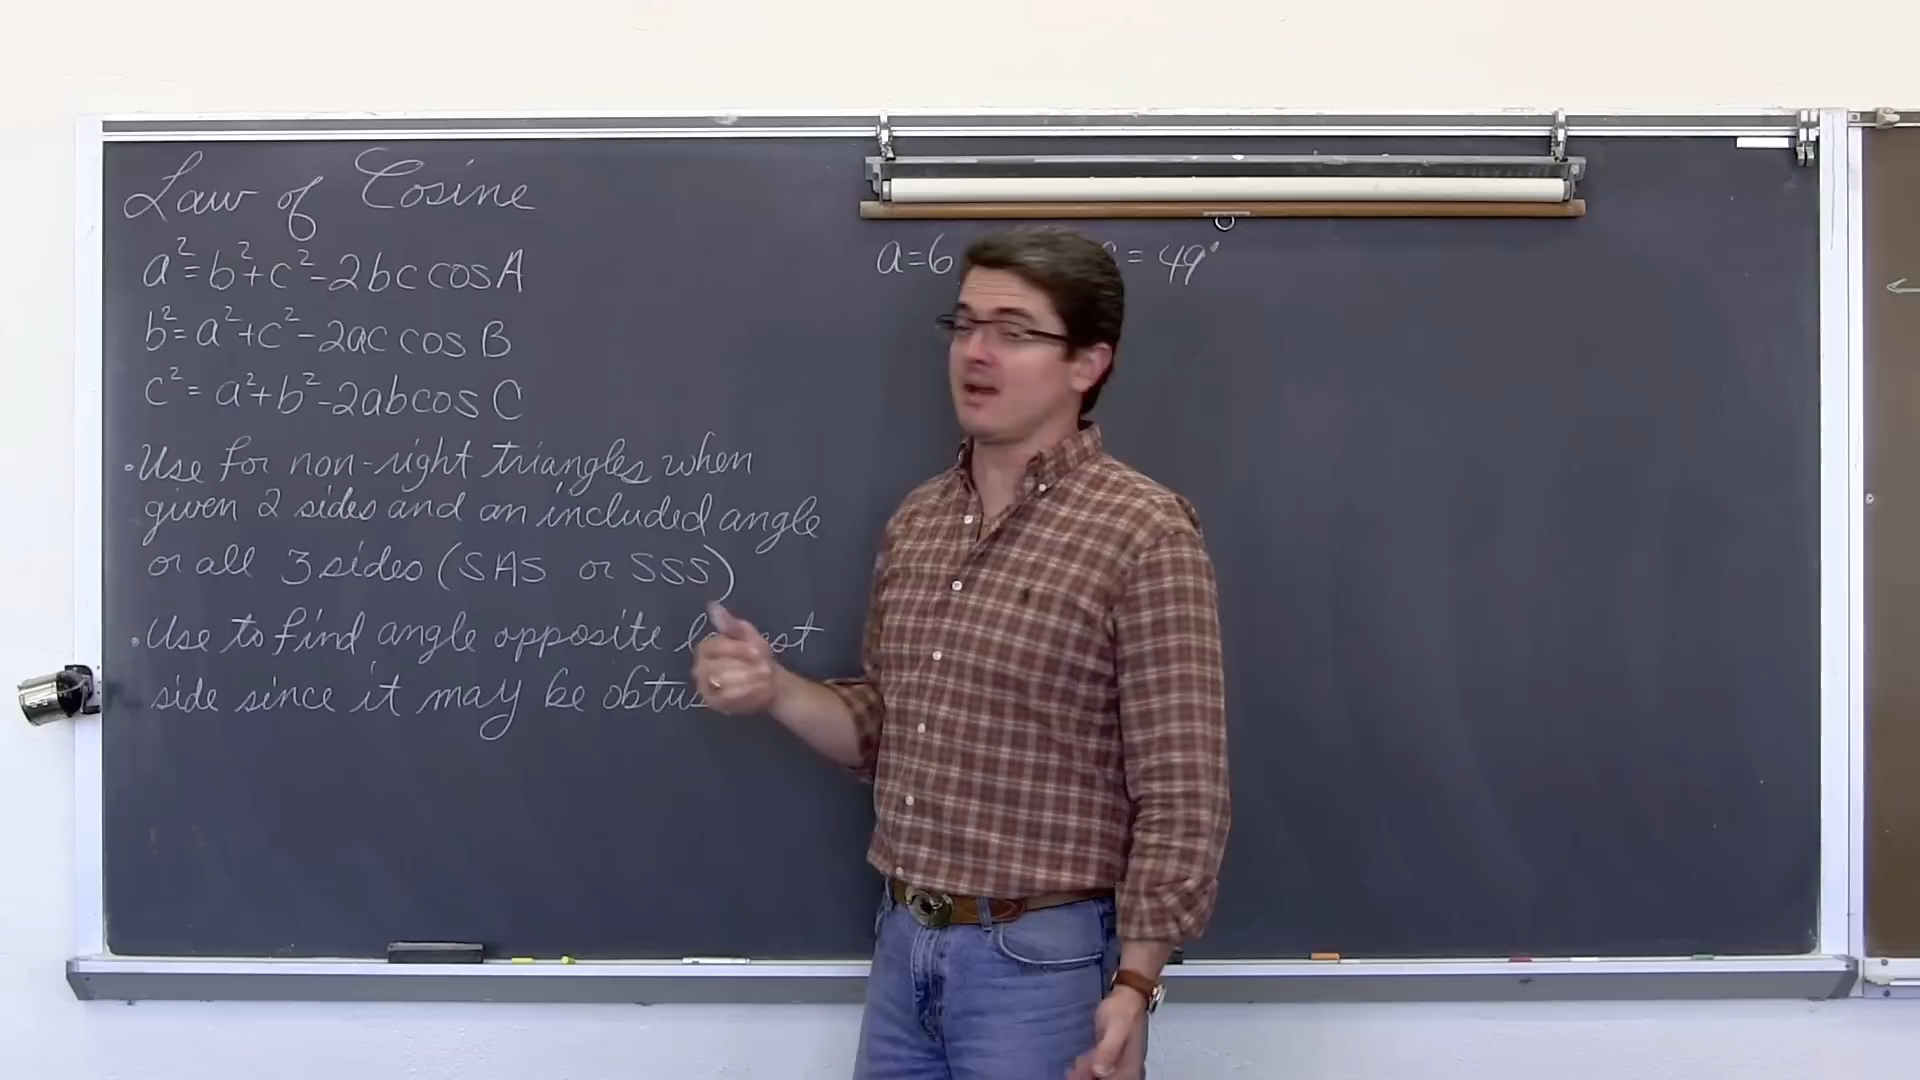 Law of Cosine
a²=b²+c²-2bc cos A
b²=a²+c²-2ac cos B
c²=a²+b²-2ab cos C
•Use for non-right triangles when
given 2 sides and an included angle
or all 3 sides (SAS or SSS)
•Use to find angle opposite
side since it may be
a=6 = 49°